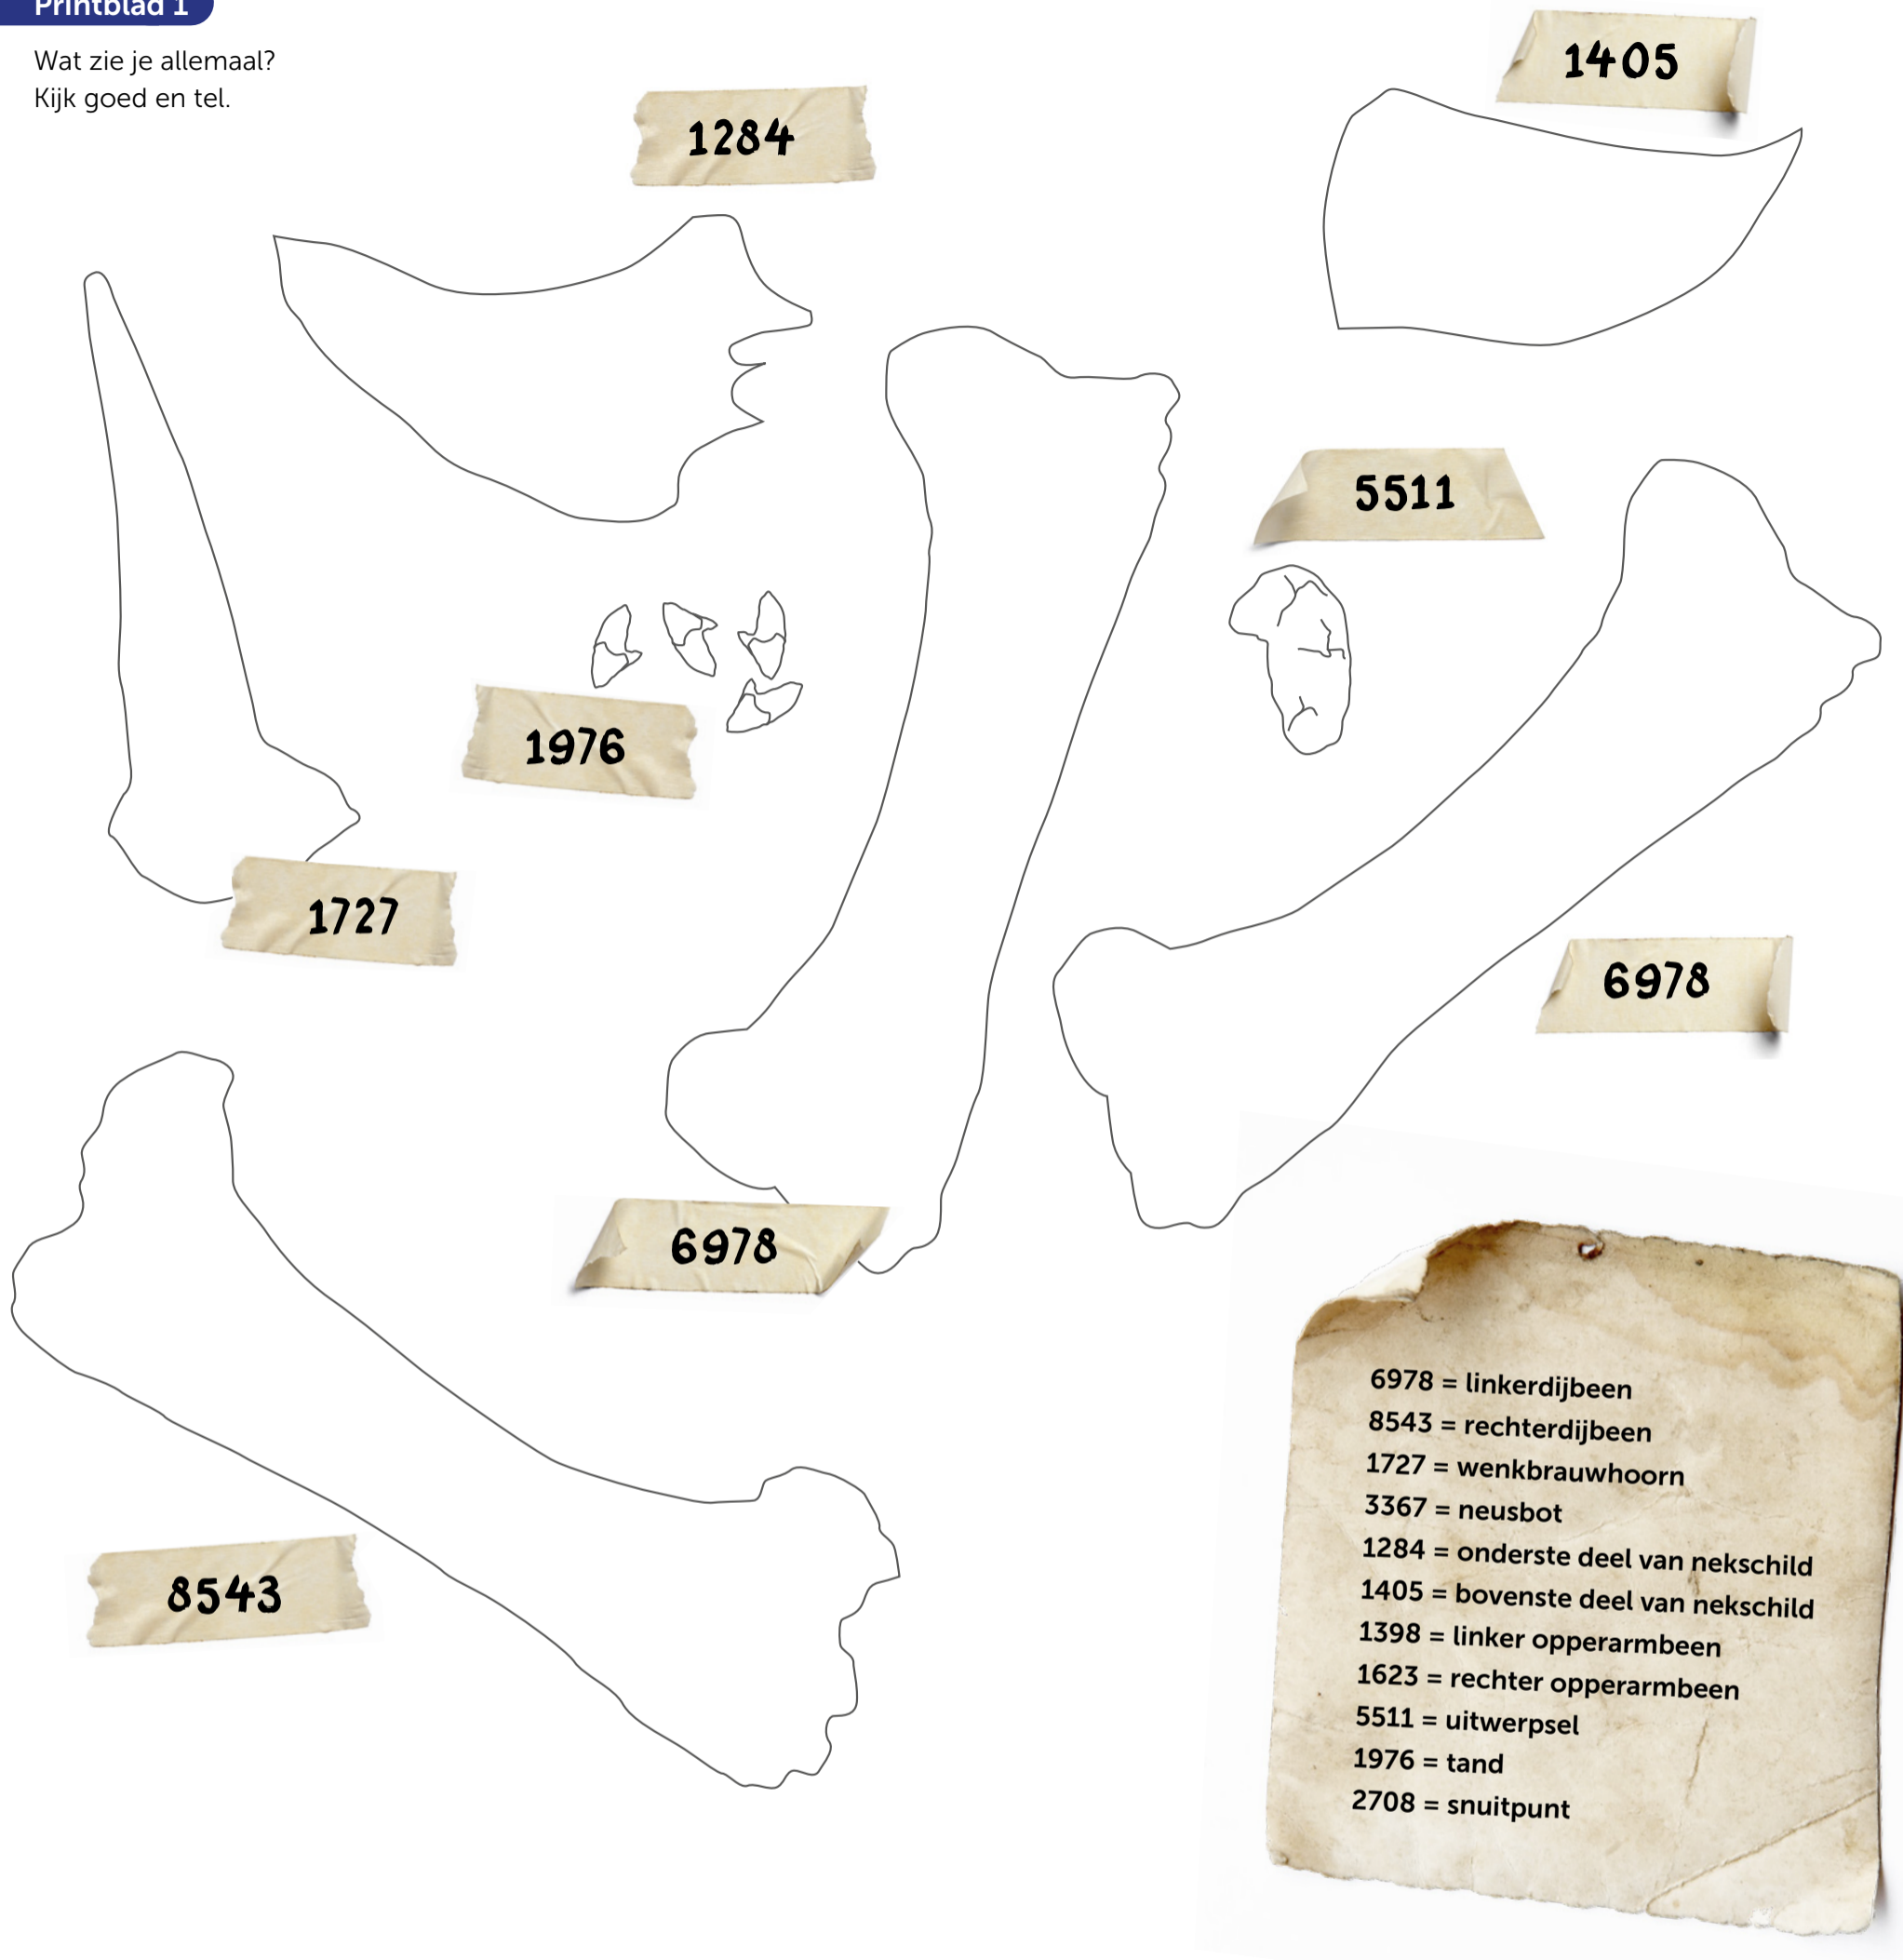 Printblad 1
Wat zie je allemaal?
Kijk goed en tel.
1405
1284
5511
1976
1727
6978
6978
8543
6978 = linkerdijbeen
8543 = rechterdijbeen
1727 = wenkbrauwhoorn
3367 = neusbot
1284 = onderste deel van nekschild
1405 = bovenste deel van nekschild
1398 = linker opperarmbeen
1623 = rechter opperarmbeen
5511 = uitwerpsel
1976 = tand
2708 = snuitpunt